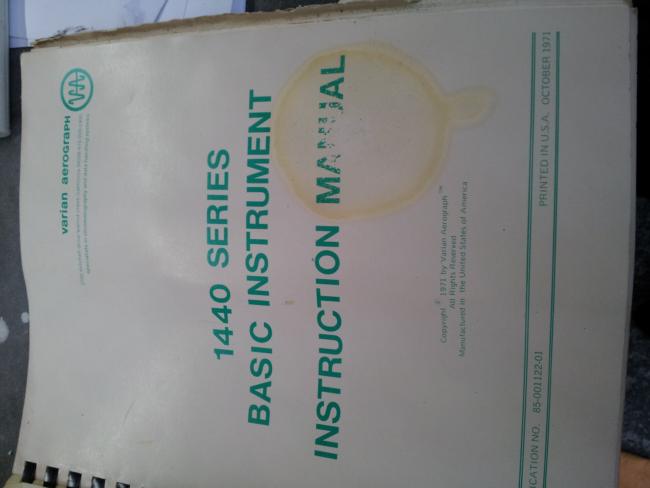 varian aerograph
1440 SERIES
BASIC INSTRUMENT
INSTRUCTION MANUAL
Copyright © 1971 by Varian Aerograph™
All Rights Reserved
Manufactured in the United States of America
ICATION NO. 85-001122-01 PRINTED IN U.S.A. OCTOBER 1971